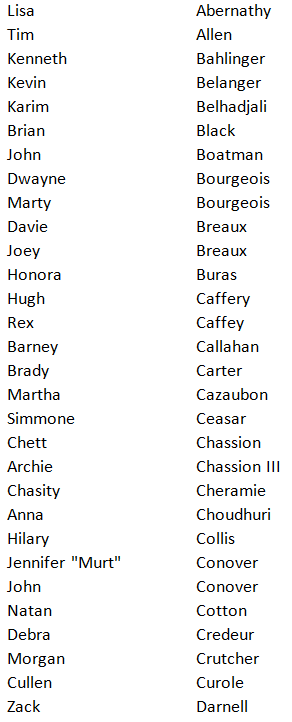 Lisa Abernathy
Tim Allen
Kenneth Bahlinger
Kevin Belanger
Karim Belhadjali
Brian Black
John Boatman
Dwayne Bourgeois
Marty Bourgeois
Davie Breaux
Joey Breaux
Honora Buras
Hugh Caffery
Rex Caffey
Barney Callahan
Brady Carter
Martha Cazaubon
Simmone Ceasar
Chett Chassion
Archie Chassion III
Chasity Cheramie
Anna Choudhuri
Hilary Collis
Jennifer "Murt" Conover
John Conover
Natan Cotton
Debra Credeur
Morgan Crutcher
Cullen Curole
Zack Darnell